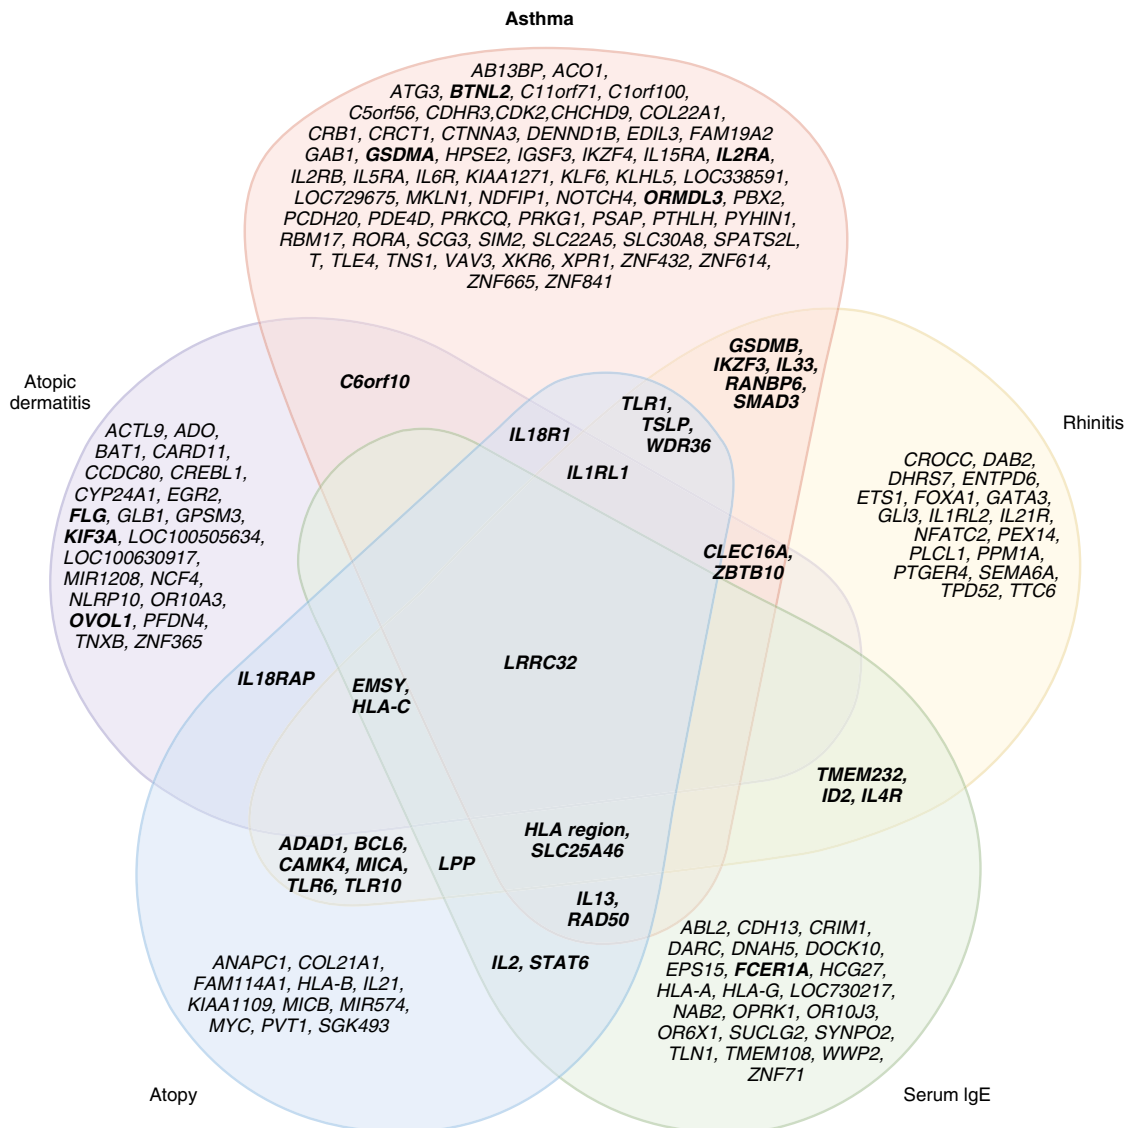 Asthma
AB13BP, ACO1,
ATG3, BTNL2, C11orf71, C1orf100,
C5orf56, CDHR3,CDK2,CHCHD9, COL22A1,
CRB1, CRCT1, CTNNA3, DENND1B, EDIL3, FAM19A2
GAB1, GSDMA, HPSE2, IGSF3, IKZF4, IL15RA, IL2RA,
IL2RB, IL5RA, IL6R, KIAA1271, KLF6, KLHL5, LOC338591,
LOC729675, MKLN1, NDFIP1, NOTCH4, ORMDL3, PBX2,
PCDH20, PDE4D, PRKCQ, PRKG1, PSAP, PTHLH, PYHIN1,
RBM17, RORA, SCG3, SIM2, SLC22A5, SLC30A8, SPATS2L,
T, TLE4, TNS1, VAV3, XKR6, XPR1, ZNF432, ZNF614,
ZNF665, ZNF841
Atopic
dermatitis
ACTL9, ADO,
BAT1, CARD11,
CCDC80, CREBL1,
CYP24A1, EGR2,
FLG, GLB1, GPSM3,
KIF3A, LOC100505634,
LOC100630917,
MIR1208, NCF4,
NLRP10, OR10A3,
OVOL1, PFDN4,
TNXB, ZNF365
C6orf10
IL18R1
TLR1,
TSLP,
WDR36
IL1RL1
GSDMB,
IKZF3, IL33,
RANBP6,
SMAD3
Rhinitis
CROCC, DAB2,
DHRS7, ENTPD6,
ETS1, FOXA1, GATA3,
GLI3, IL1RL2, IL21R,
NFATC2, PEX14,
PLCL1, PPM1A,
PTGER4, SEMA6A,
TPD52, TTC6
CLEC16A,
ZBTB10
IL18RAP
EMSY,
HLA-C
LRRC32
TMEM232,
ID2, IL4R
ADAD1, BCL6,
CAMK4, MICA,
TLR6, TLR10
LPP
HLA region,
SLC25A46
IL13,
RAD50
IL2, STAT6
ANAPC1, COL21A1,
FAM114A1, HLA-B, IL21,
KIAA1109, MICB, MIR574,
MYC, PVT1, SGK493
ABL2, CDH13, CRIM1,
DARC, DNAH5, DOCK10,
EPS15, FCER1A, HCG27,
HLA-A, HLA-G, LOC730217,
NAB2, OPRK1, OR10J3,
OR6X1, SUCLG2, SYNPO2,
TLN1, TMEM108, WWP2,
ZNF71
Atopy
Serum IgE